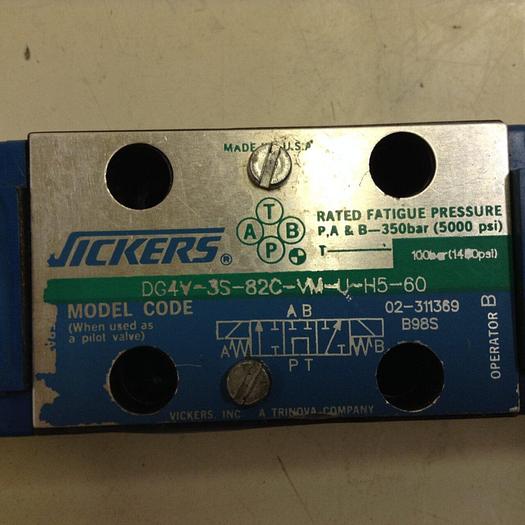 MADE U.S.A
T
A B
P
RATED FATIGUE PRESSURE
P,A & B-350bar (5000 psi)
T
100bar(1450psi)
VICKERS®
DG4V-3S-82C-VM-U-H5-60
MODEL CODE
(When used as
a pilot valve)
02-311369
B98S
A B
A B
P T
OPERATOR B
VICKERS, INC A TRINOVA COMPANY